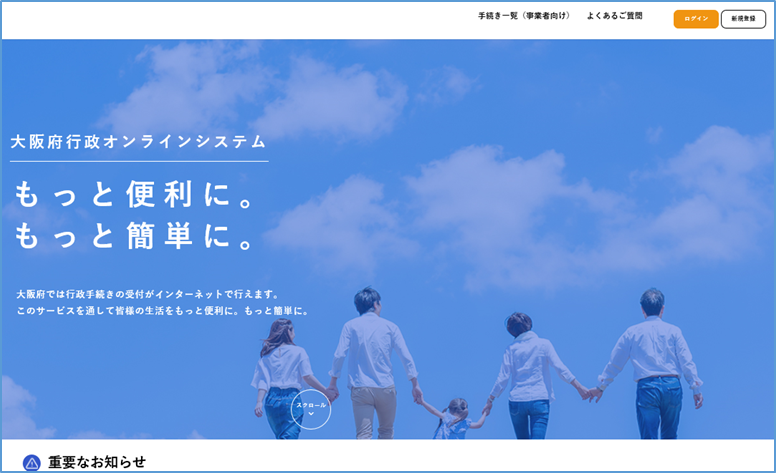 手続き一覧（事業者向け） よくあるご質問 ログイン 新規登録
大阪府行政オンラインシステム
もっと便利に。
もっと簡単に。
大阪府では行政手続きの受付がインターネットで行えます。
このサービスを通して皆様の生活をもっと便利に。もっと簡単に。
スクロール
重要なお知らせ